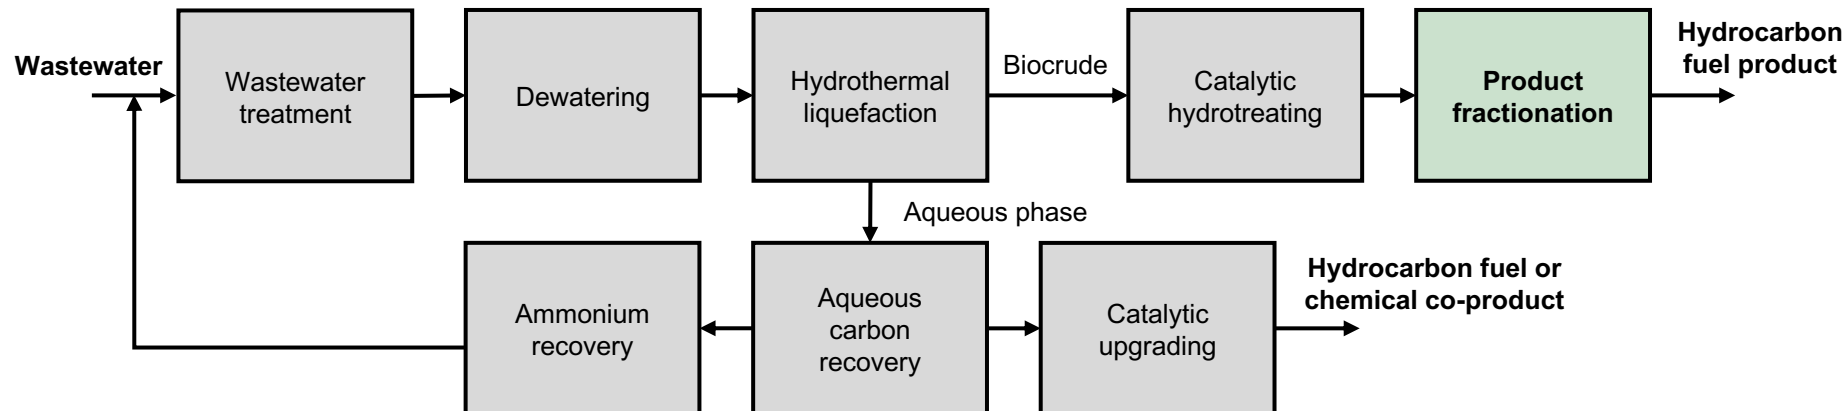 Wastewater
Wastewater
treatment
Dewatering
Hydrothermal
liquefaction
Biocrude
Catalytic
hydrotreating
Product
fractionation
Hydrocarbon
fuel product
Aqueous phase
Ammonium
recovery
Aqueous
carbon
recovery
Catalytic
upgrading
Hydrocarbon fuel or
chemical co-product